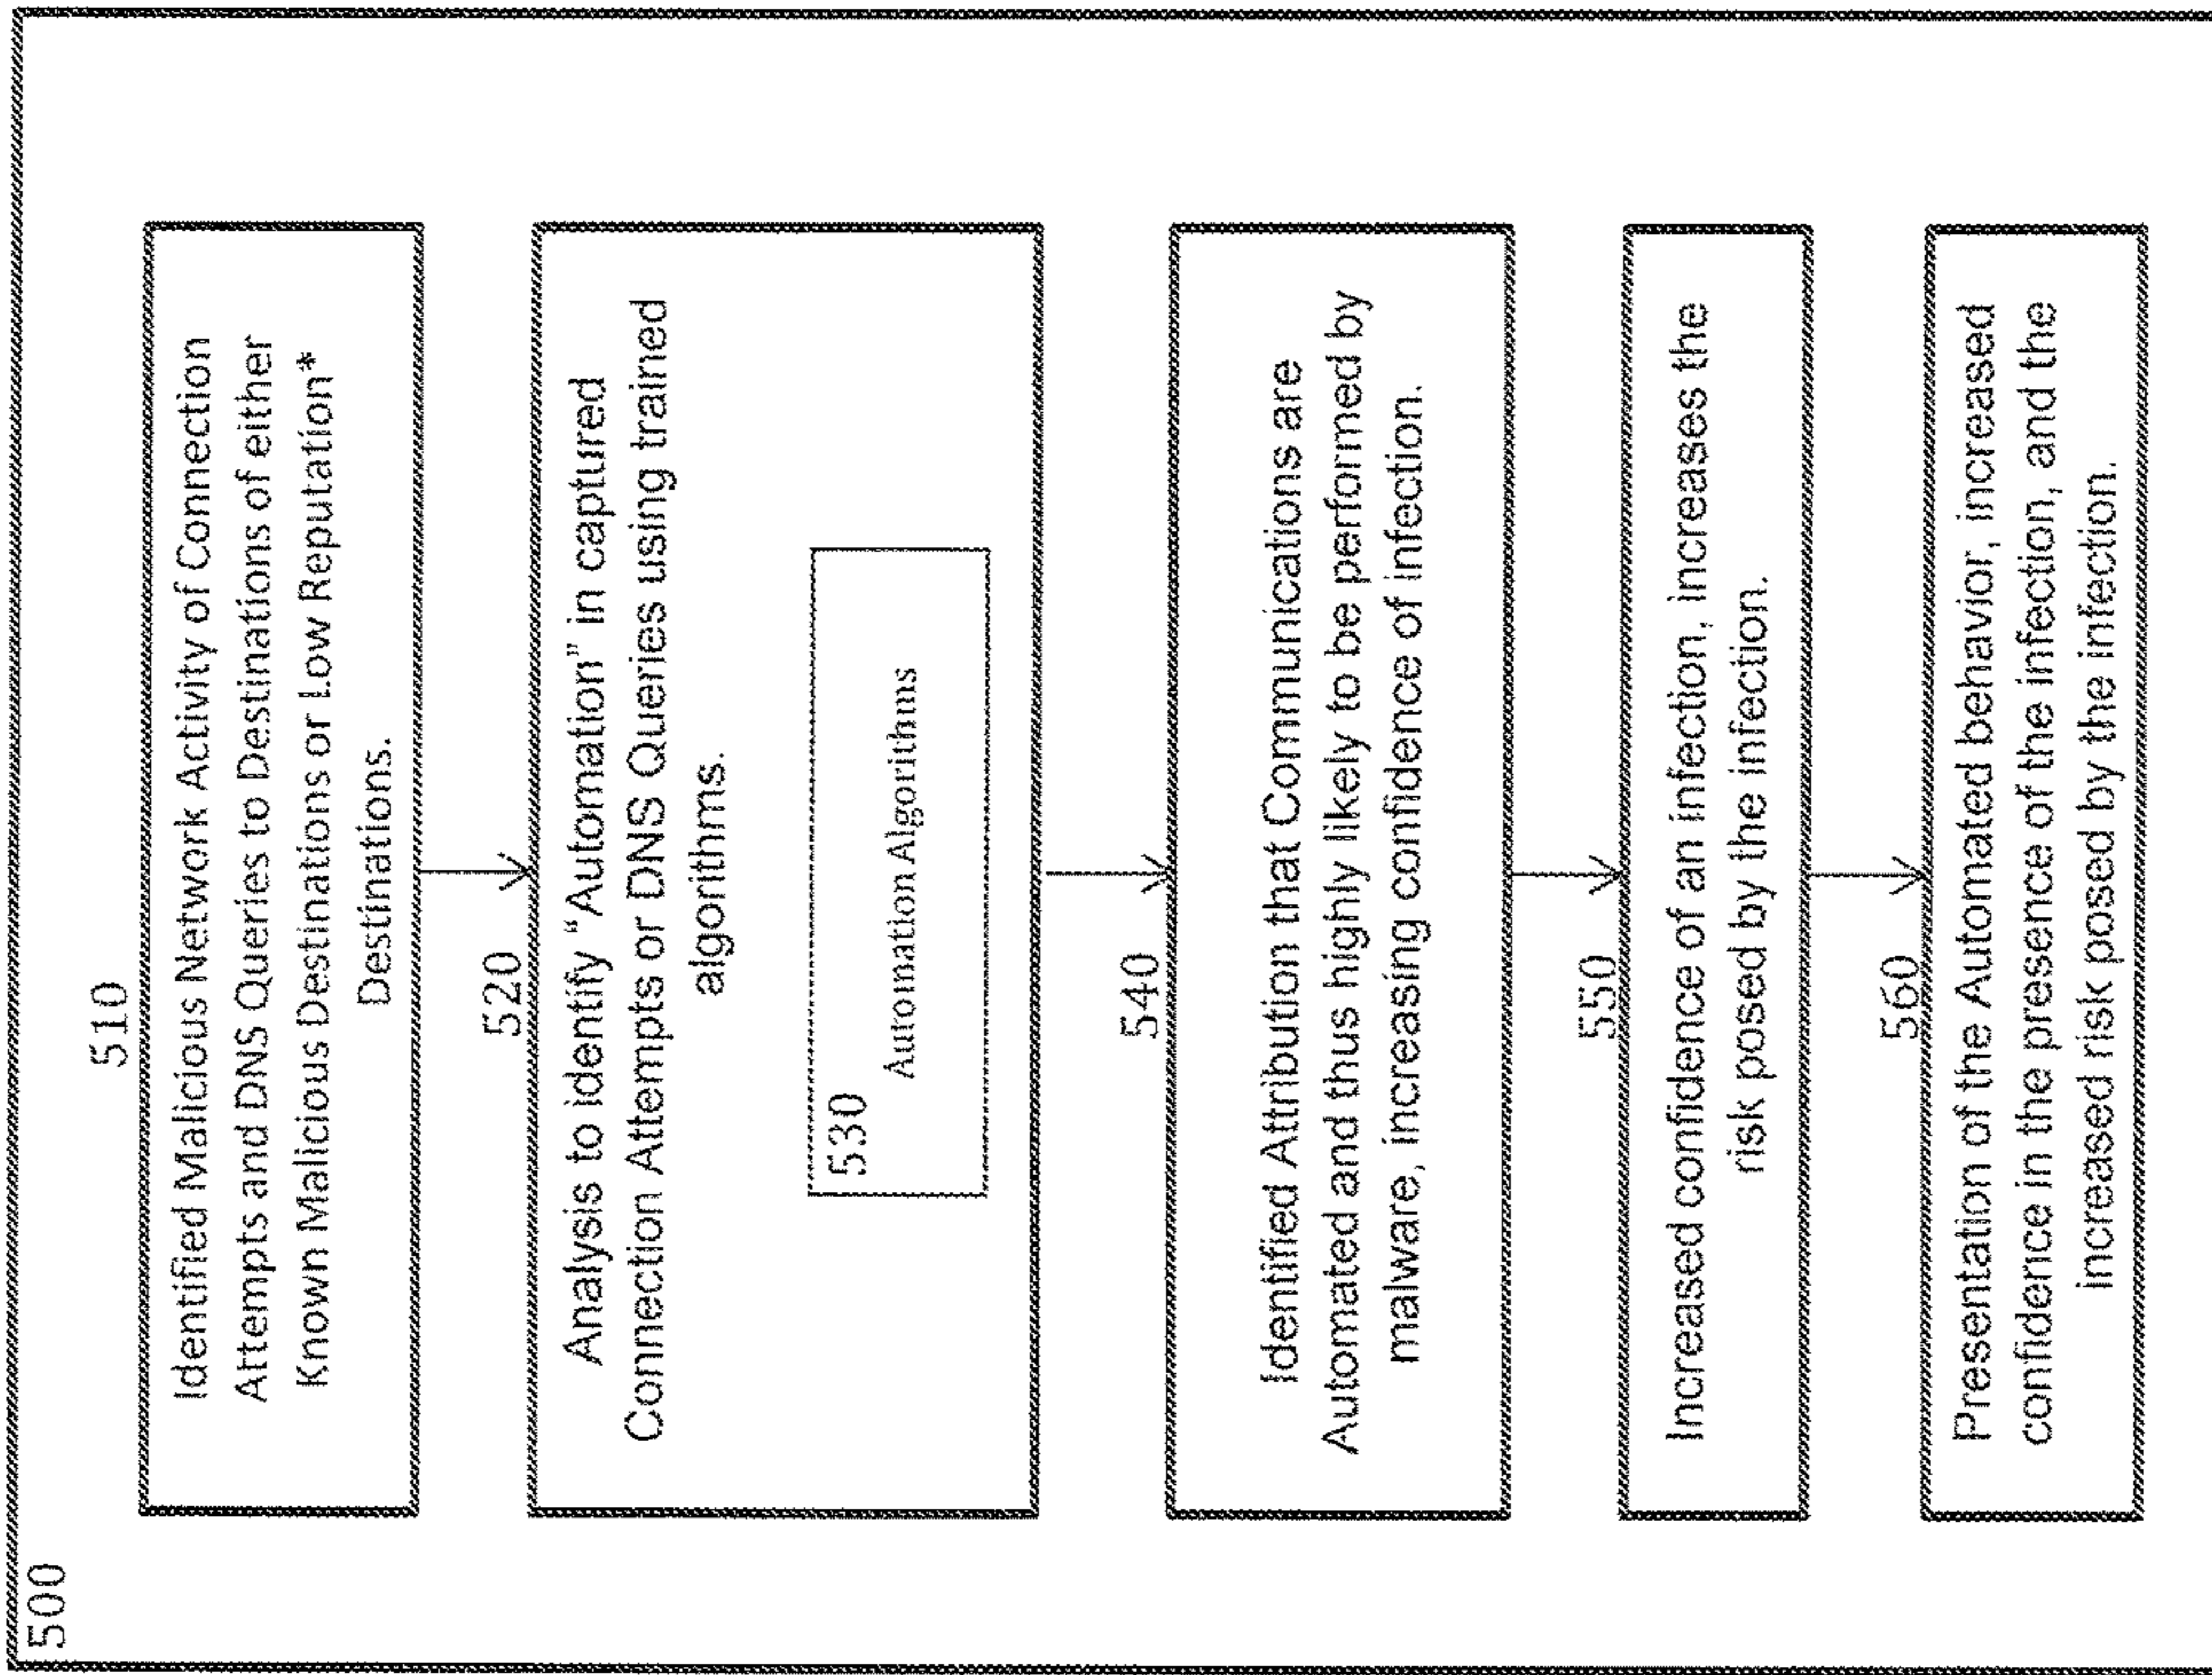 500
510
Identified Malicious Network Activity of Connection
Attempts and DNS Queries to Destinations of either
Known Malicious Destinations or Low Reputation*
Destinations.
520
Analysis to identify “Automation” in captured
Connection Attempts or DNS Queries using trained
algorithms.
530
Automation Algorithms
540
Identified Attribution that Communications are
Automated and thus highly likely to be performed by
malware, increasing confidence of infection.
550
Increased confidence of an infection, increases the
risk posed by the infection.
560
Presentation of the Automated behavior, increased
confidence in the presence of the infection, and the
increased risk posed by the infection.